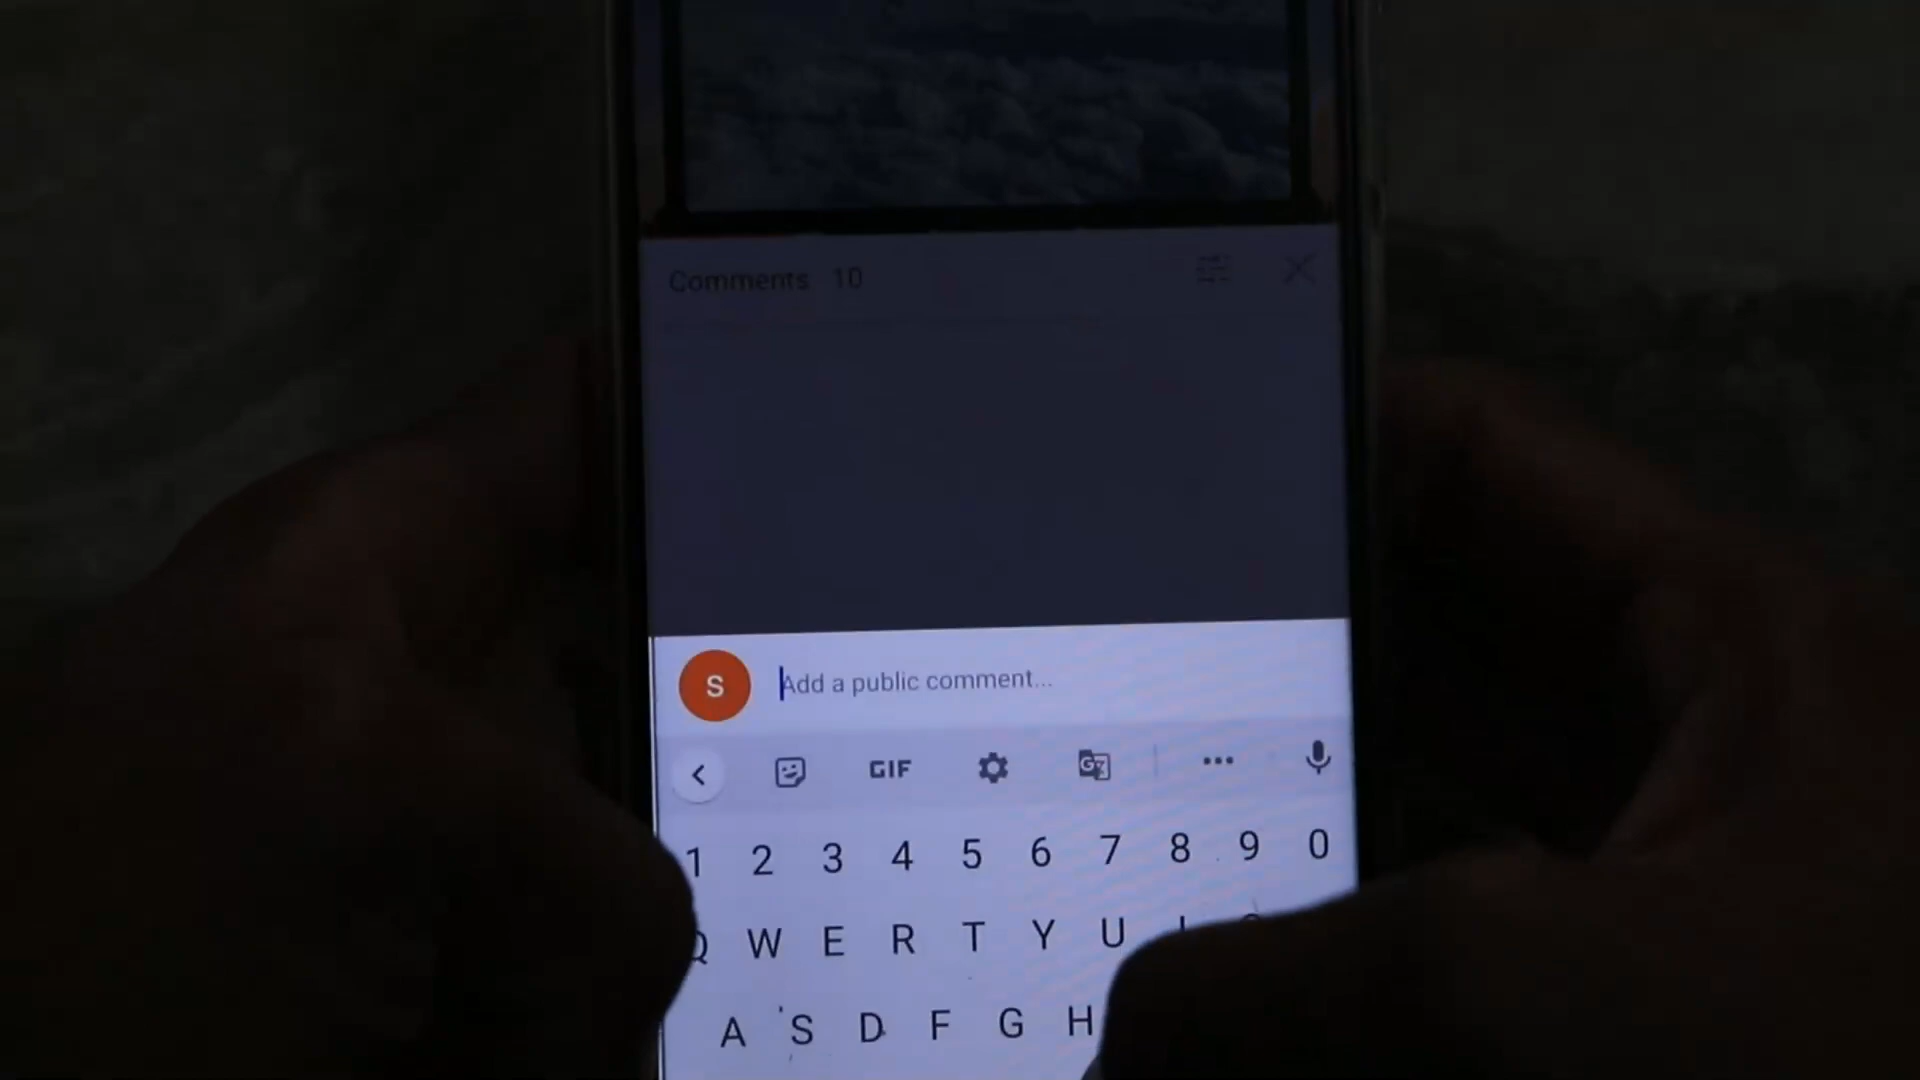 Comments 10
S Add a public comment...
GIF G
1 2 3 4 5 6 7 8 9 0
Q W E R T Y U
A S D F G H